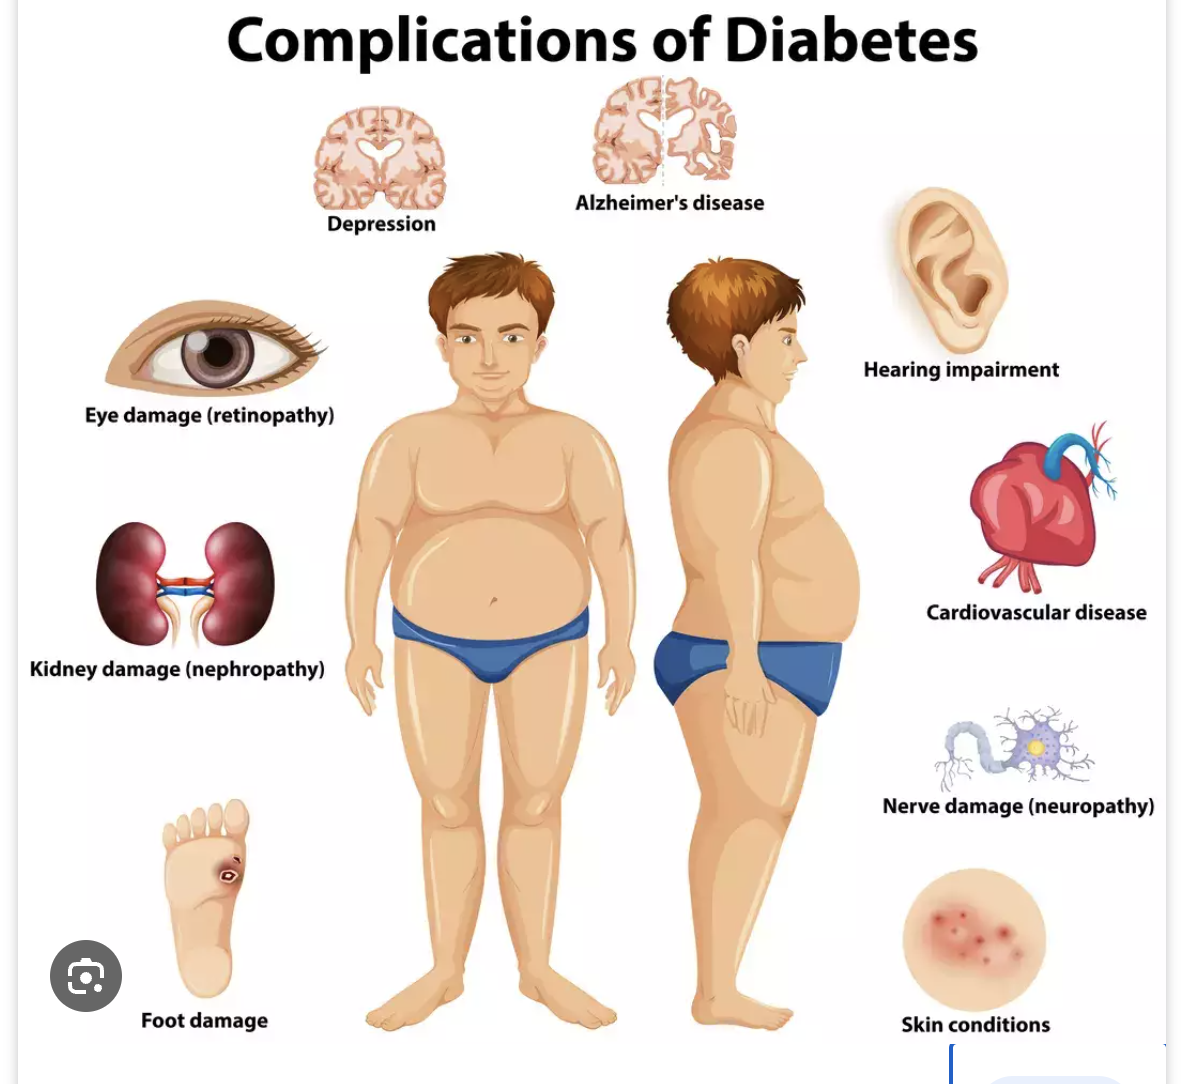 Complications of Diabetes
Depression
Alzheimer's disease
Hearing impairment
Eye damage (retinopathy)
Cardiovascular disease
Kidney damage (nephropathy)
Nerve damage (neuropathy)
Foot damage
Skin conditions